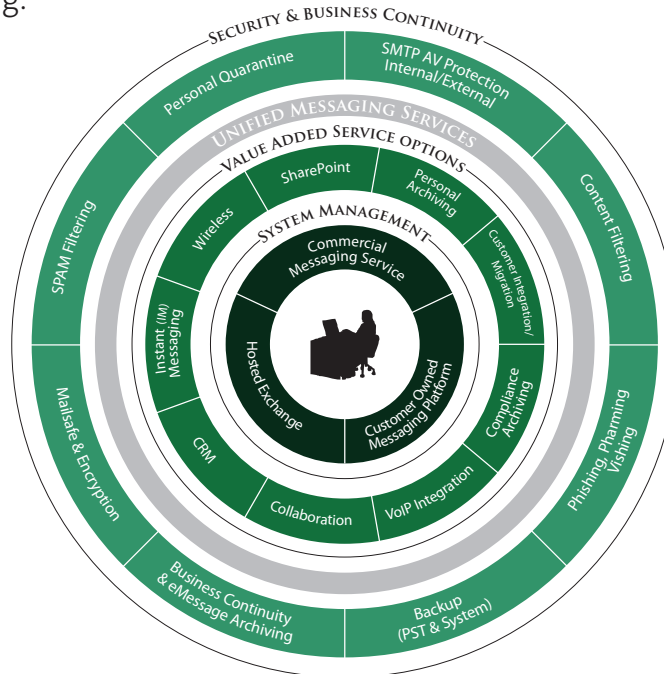 g.
SECURITY & BUSINESS CONTINUITY
Personal Quarantine
SMTP AV Protection
Internal/External
Content Filtering
Phishing, Pharming
Vishing
Backup
(PST & System)
Business Continuity
& eMessage Archiving
Mailsafe & Encryption
SPAM Filtering
UNIFIED MESSAGING SERVICES
VALUE ADDED SERVICE OPTIONS
SharePoint
Personal
Archiving
Customer Integration/
Migration
Compliance
Archiving
VoIP Integration
Collaboration
CRM
Instant (IM)
Messaging
Wireless
SYSTEM MANAGEMENT
Commercial
Messaging Service
Customer Owned
Messaging Platform
Hosted Exchange